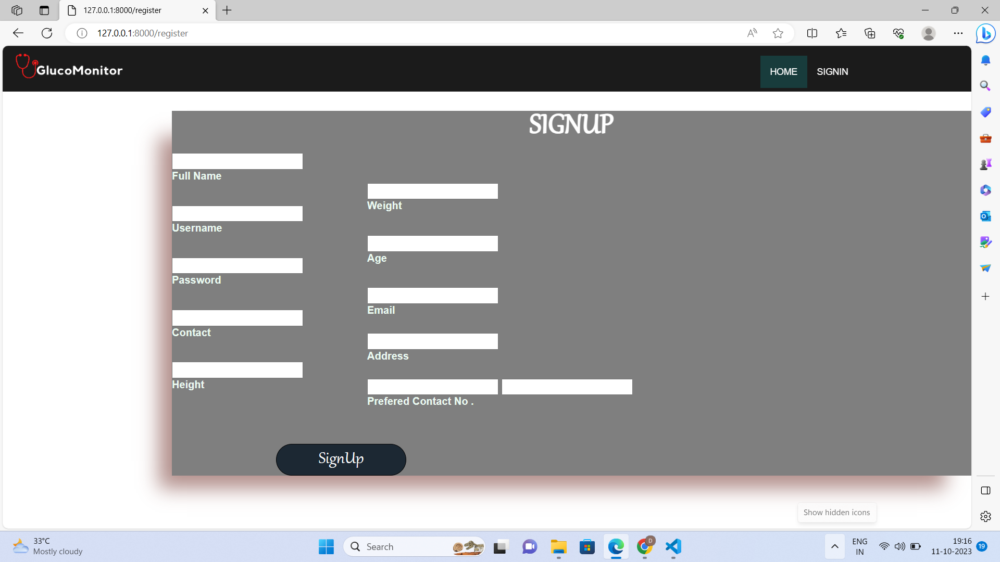 127.0.0.1:8000/register
127.0.0.1:8000/register
GlucoMonitor
HOME
SIGNIN
SIGNUP
Full Name
Weight
Username
Age
Password
Email
Contact
Address
Height
Prefered Contact No .
SignUp
Show hidden icons
33°C
Mostly cloudy
Search
D
ENG
IN
19:16
11-10-2023
19